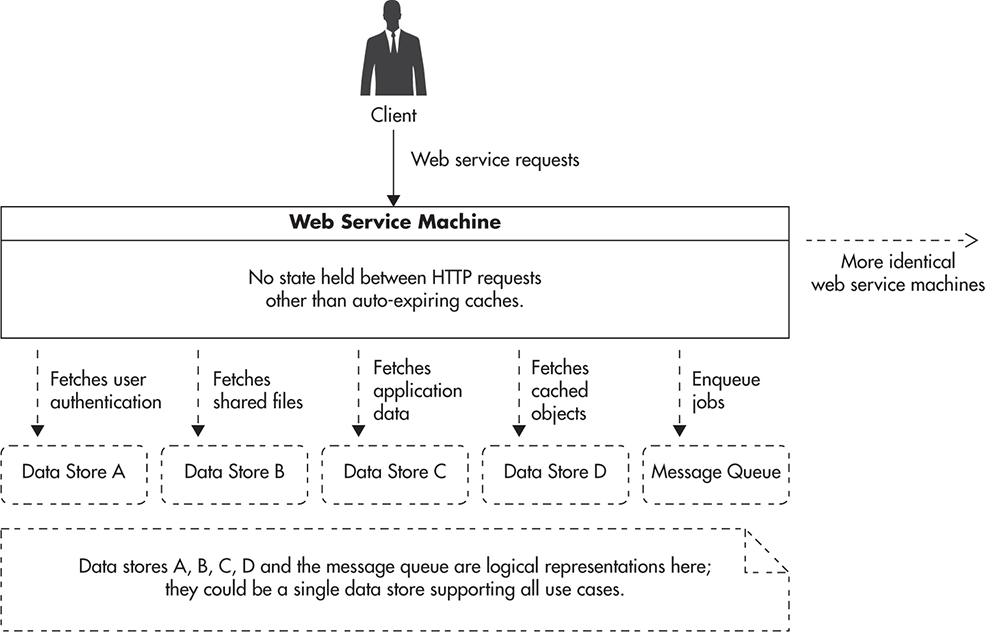 Client
Web service requests
Web Service Machine
No state held between HTTP requests
other than auto-expiring caches.
More identical
web service machines
Fetches user
authentication
Fetches
shared files
Fetches
application
data
Fetches
cached
objects
Enqueue
jobs
Data Store A
Data Store B
Data Store C
Data Store D
Message Queue
Data stores A, B, C, D and the message queue are logical representations here;
they could be a single data store supporting all use cases.